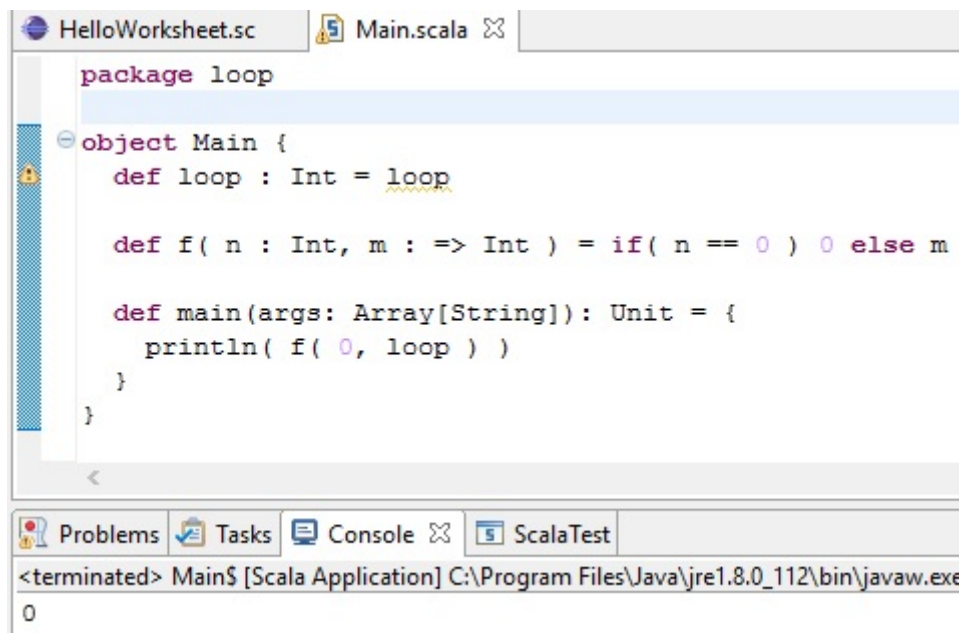 HelloWorksheet.sc Main.scala
package loop
object Main {
def loop : Int = loop
def f( n : Int, m : => Int ) = if( n == 0 ) 0 else m
def main(args: Array[String]): Unit = {
println( f( 0, loop ) )
}
}
Problems Tasks Console ScalaTest
<terminated> Main$ [Scala Application] C:\Program Files\Java\jre1.8.0_112\bin\javaw.exe
0